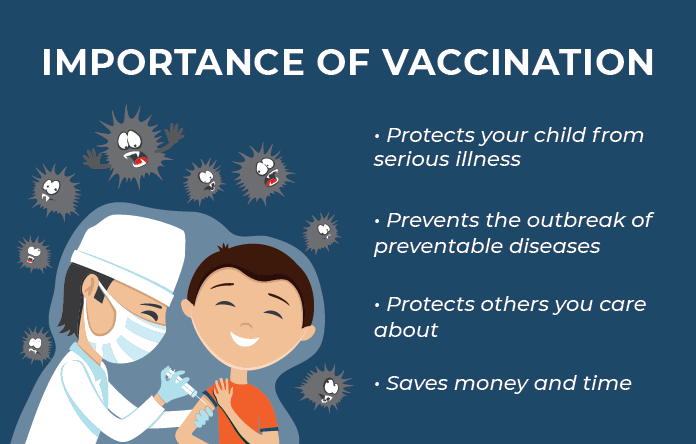 IMPORTANCE OF VACCINATION
• Protects your child from
serious illness
• Prevents the outbreak of
preventable diseases
• Protects others you care
about
• Saves money and time